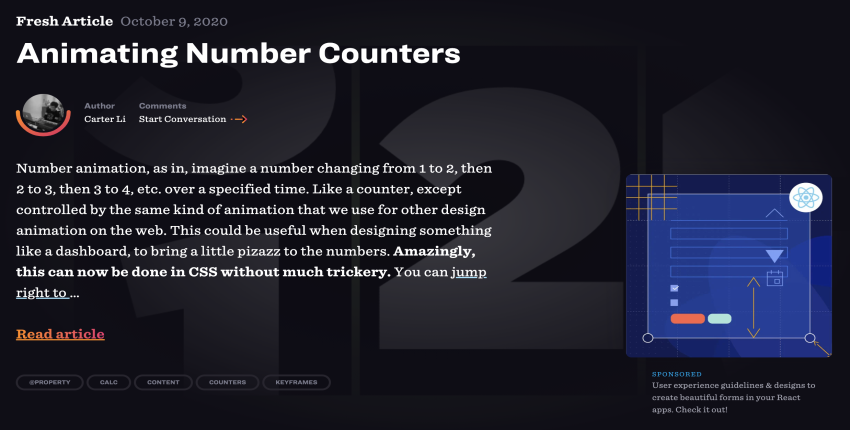 Fresh Article October 9, 2020
Animating Number Counters
Author
Carter Li
Comments
Start Conversation
Number animation, as in, imagine a number changing from 1 to 2, then
2 to 3, then 3 to 4, etc. over a specified time. Like a counter, except
controlled by the same kind of animation that we use for other design
animation on the web. This could be useful when designing something
like a dashboard, to bring a little pizazz to the numbers. Amazingly,
this can now be done in CSS without much trickery. You can jump
right to ...
Read article
@PROPERTY
CALC
CONTENT
COUNTERS
KEYFRAMES
2
SPONSORED
User experience guidelines & designs to
create beautiful forms in your React
apps. Check it out!